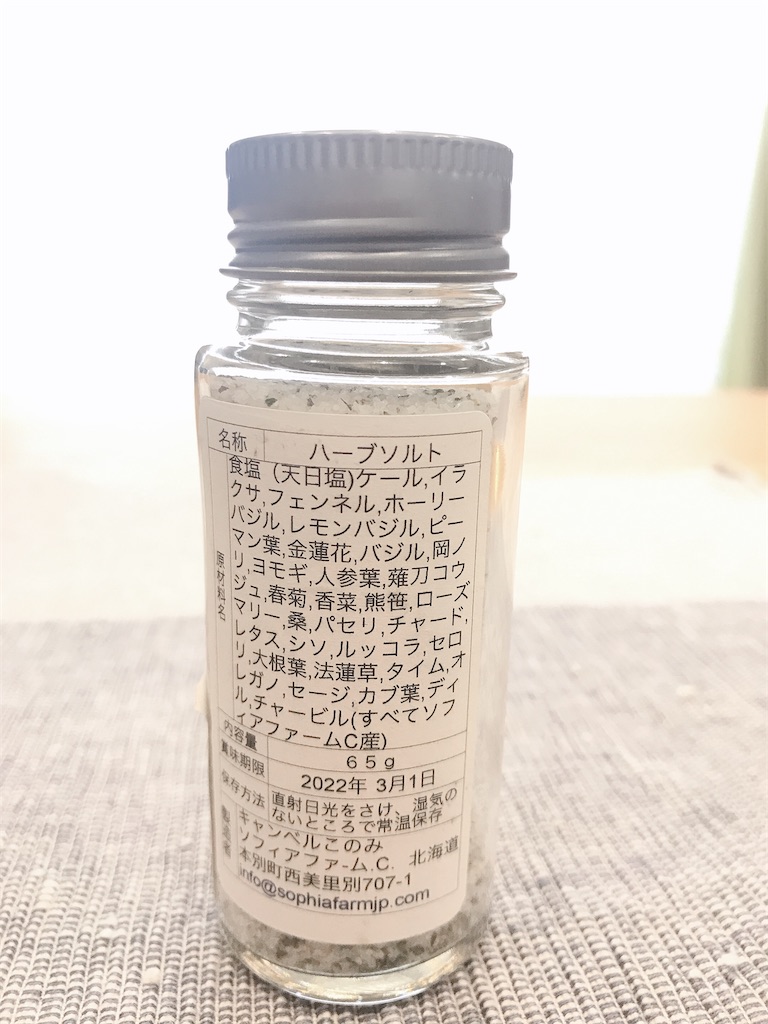 名称 ハーブソルト
原材料名
食塩（天日塩)ケール,イラ
クサ,フェンネル,ホーリー
バジル,レモンバジル,ピー
マン葉,金蓮花,バジル,岡ノ
リ,ヨモギ,人参葉,薙刀コウ
ジュ,春菊,香菜,熊笹,ローズ
マリー,桑,パセリ,チャード,
レタス,シソ,ルッコラ,セロ
リ,大根葉,法蓮草,タイム,オ
レガノ,セージ,カブ葉,ディ
ル,チャービル(すべてソフ
ィアファームC産)
内容量 65g
賞味期限 2022年 3月1日
保存方法 直射日光をさけ、湿気の
ないところで常温保存
製造者 キャンベルこのみ
ソフィアファーム.C. 北海道
本別町西美里別707-1
info@sophiafarmjp.com